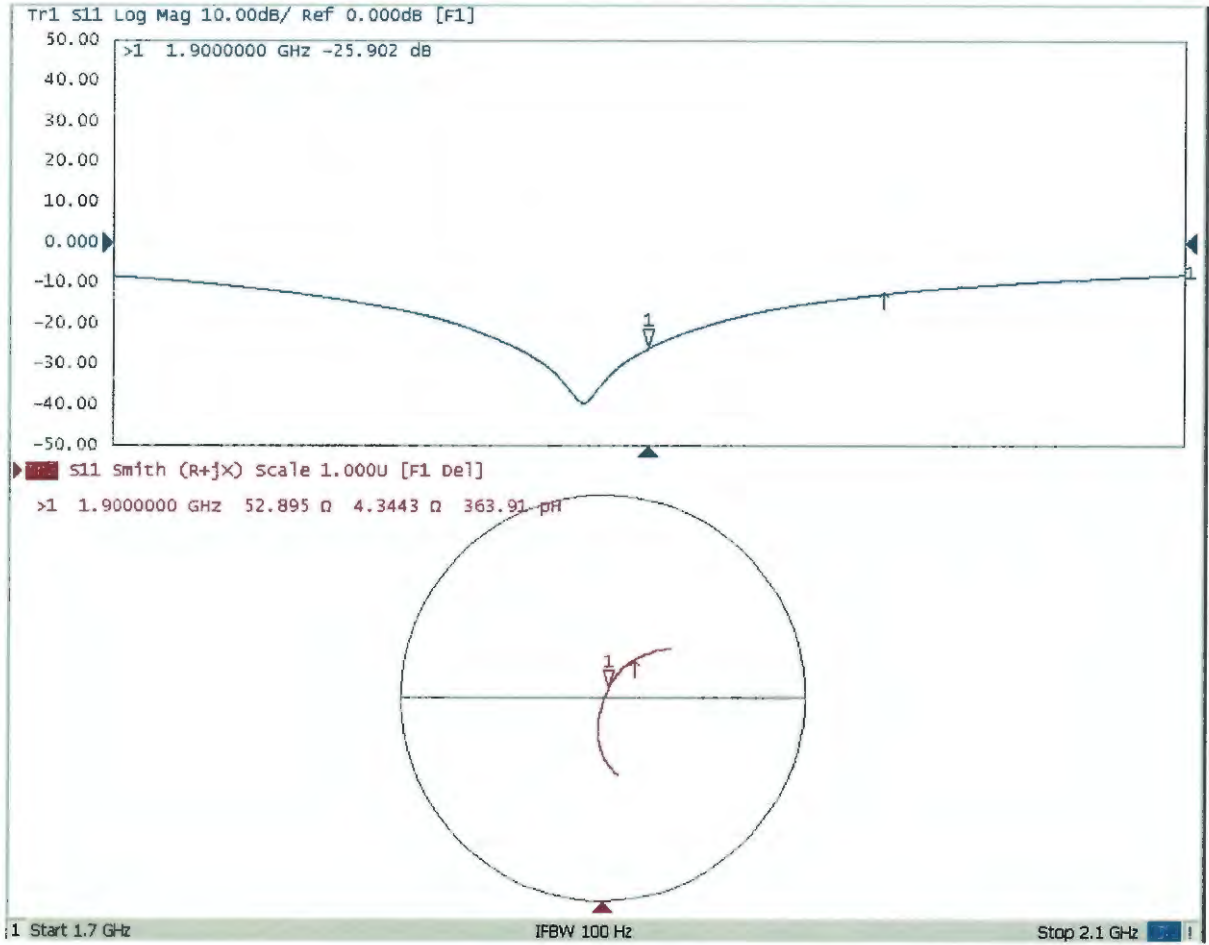 Tr1 S11 Log Mag 10.00dB/ Ref 0.000dB [F1]
50.00
>1 1.9000000 GHz -25.902 dB
40.00
30.00
20.00
10.00
0.000
-10.00
1
-20.00
1
-30.00
-40.00
-50.00
S11 Smith (R+jX) Scale 1.000U [F1 Del]
>1 1.9000000 GHz 52.895 Ω 4.3443 Ω 363.91 pH
1
1 Start 1.7 GHz IFBW 100 Hz Stop 2.1 GHz !